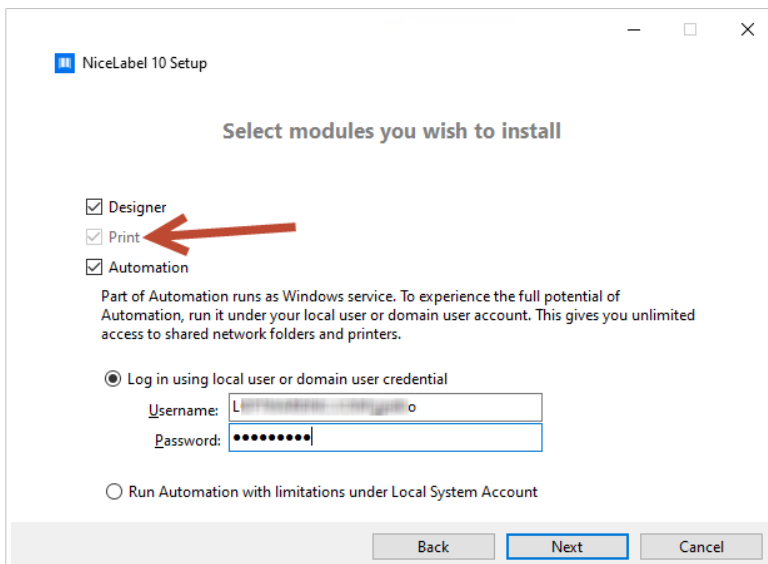 NiceLabel 10 Setup
Select modules you wish to install
Designer
Print
Automation
Part of Automation runs as Windows service. To experience the full potential of
Automation, run it under your local user or domain user account. This gives you unlimited
access to shared network folders and printers.
Log in using local user or domain user credential
Username:
Password: •••••••••
Run Automation with limitations under Local System Account
Back Next Cancel